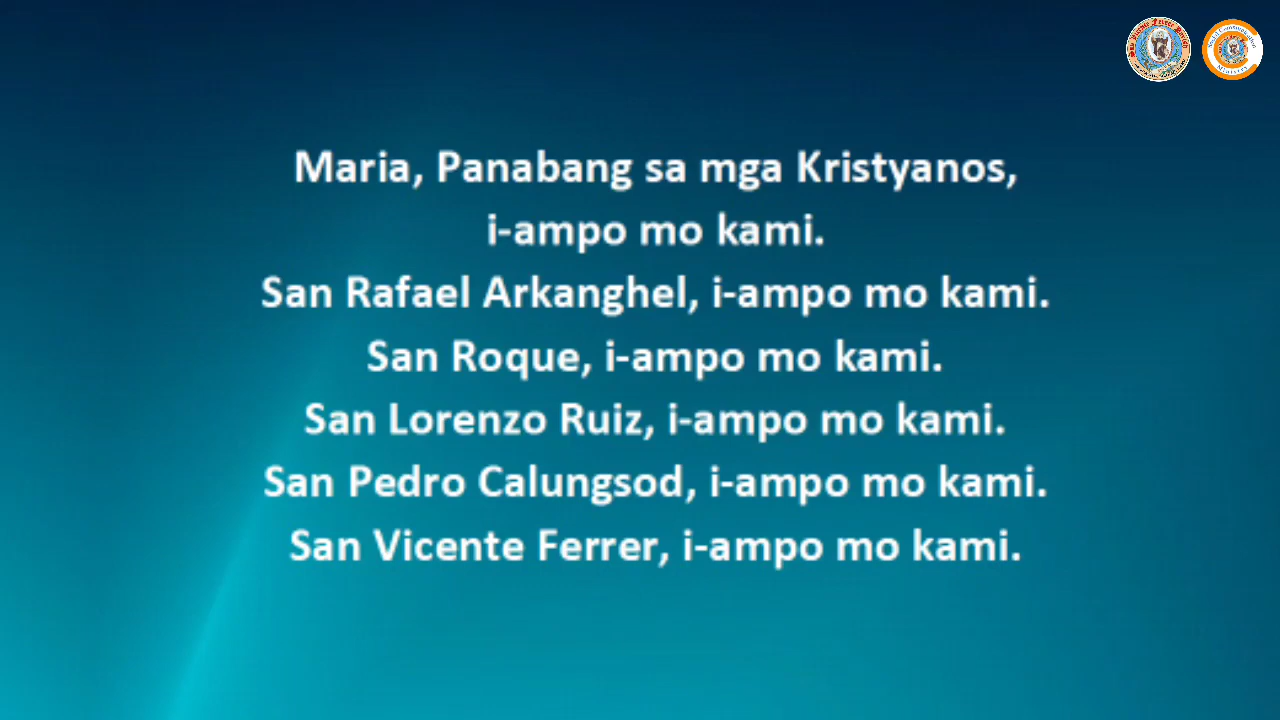 Maria, Panabang sa mga Kristyanos,
i-ampo mo kami.
San Rafael Arkanghel, i-ampo mo kami.
San Roque, i-ampo mo kami.
San Lorenzo Ruiz, i-ampo mo kami.
San Pedro Calungsod, i-ampo mo kami.
San Vicente Ferrer, i-ampo mo kami.